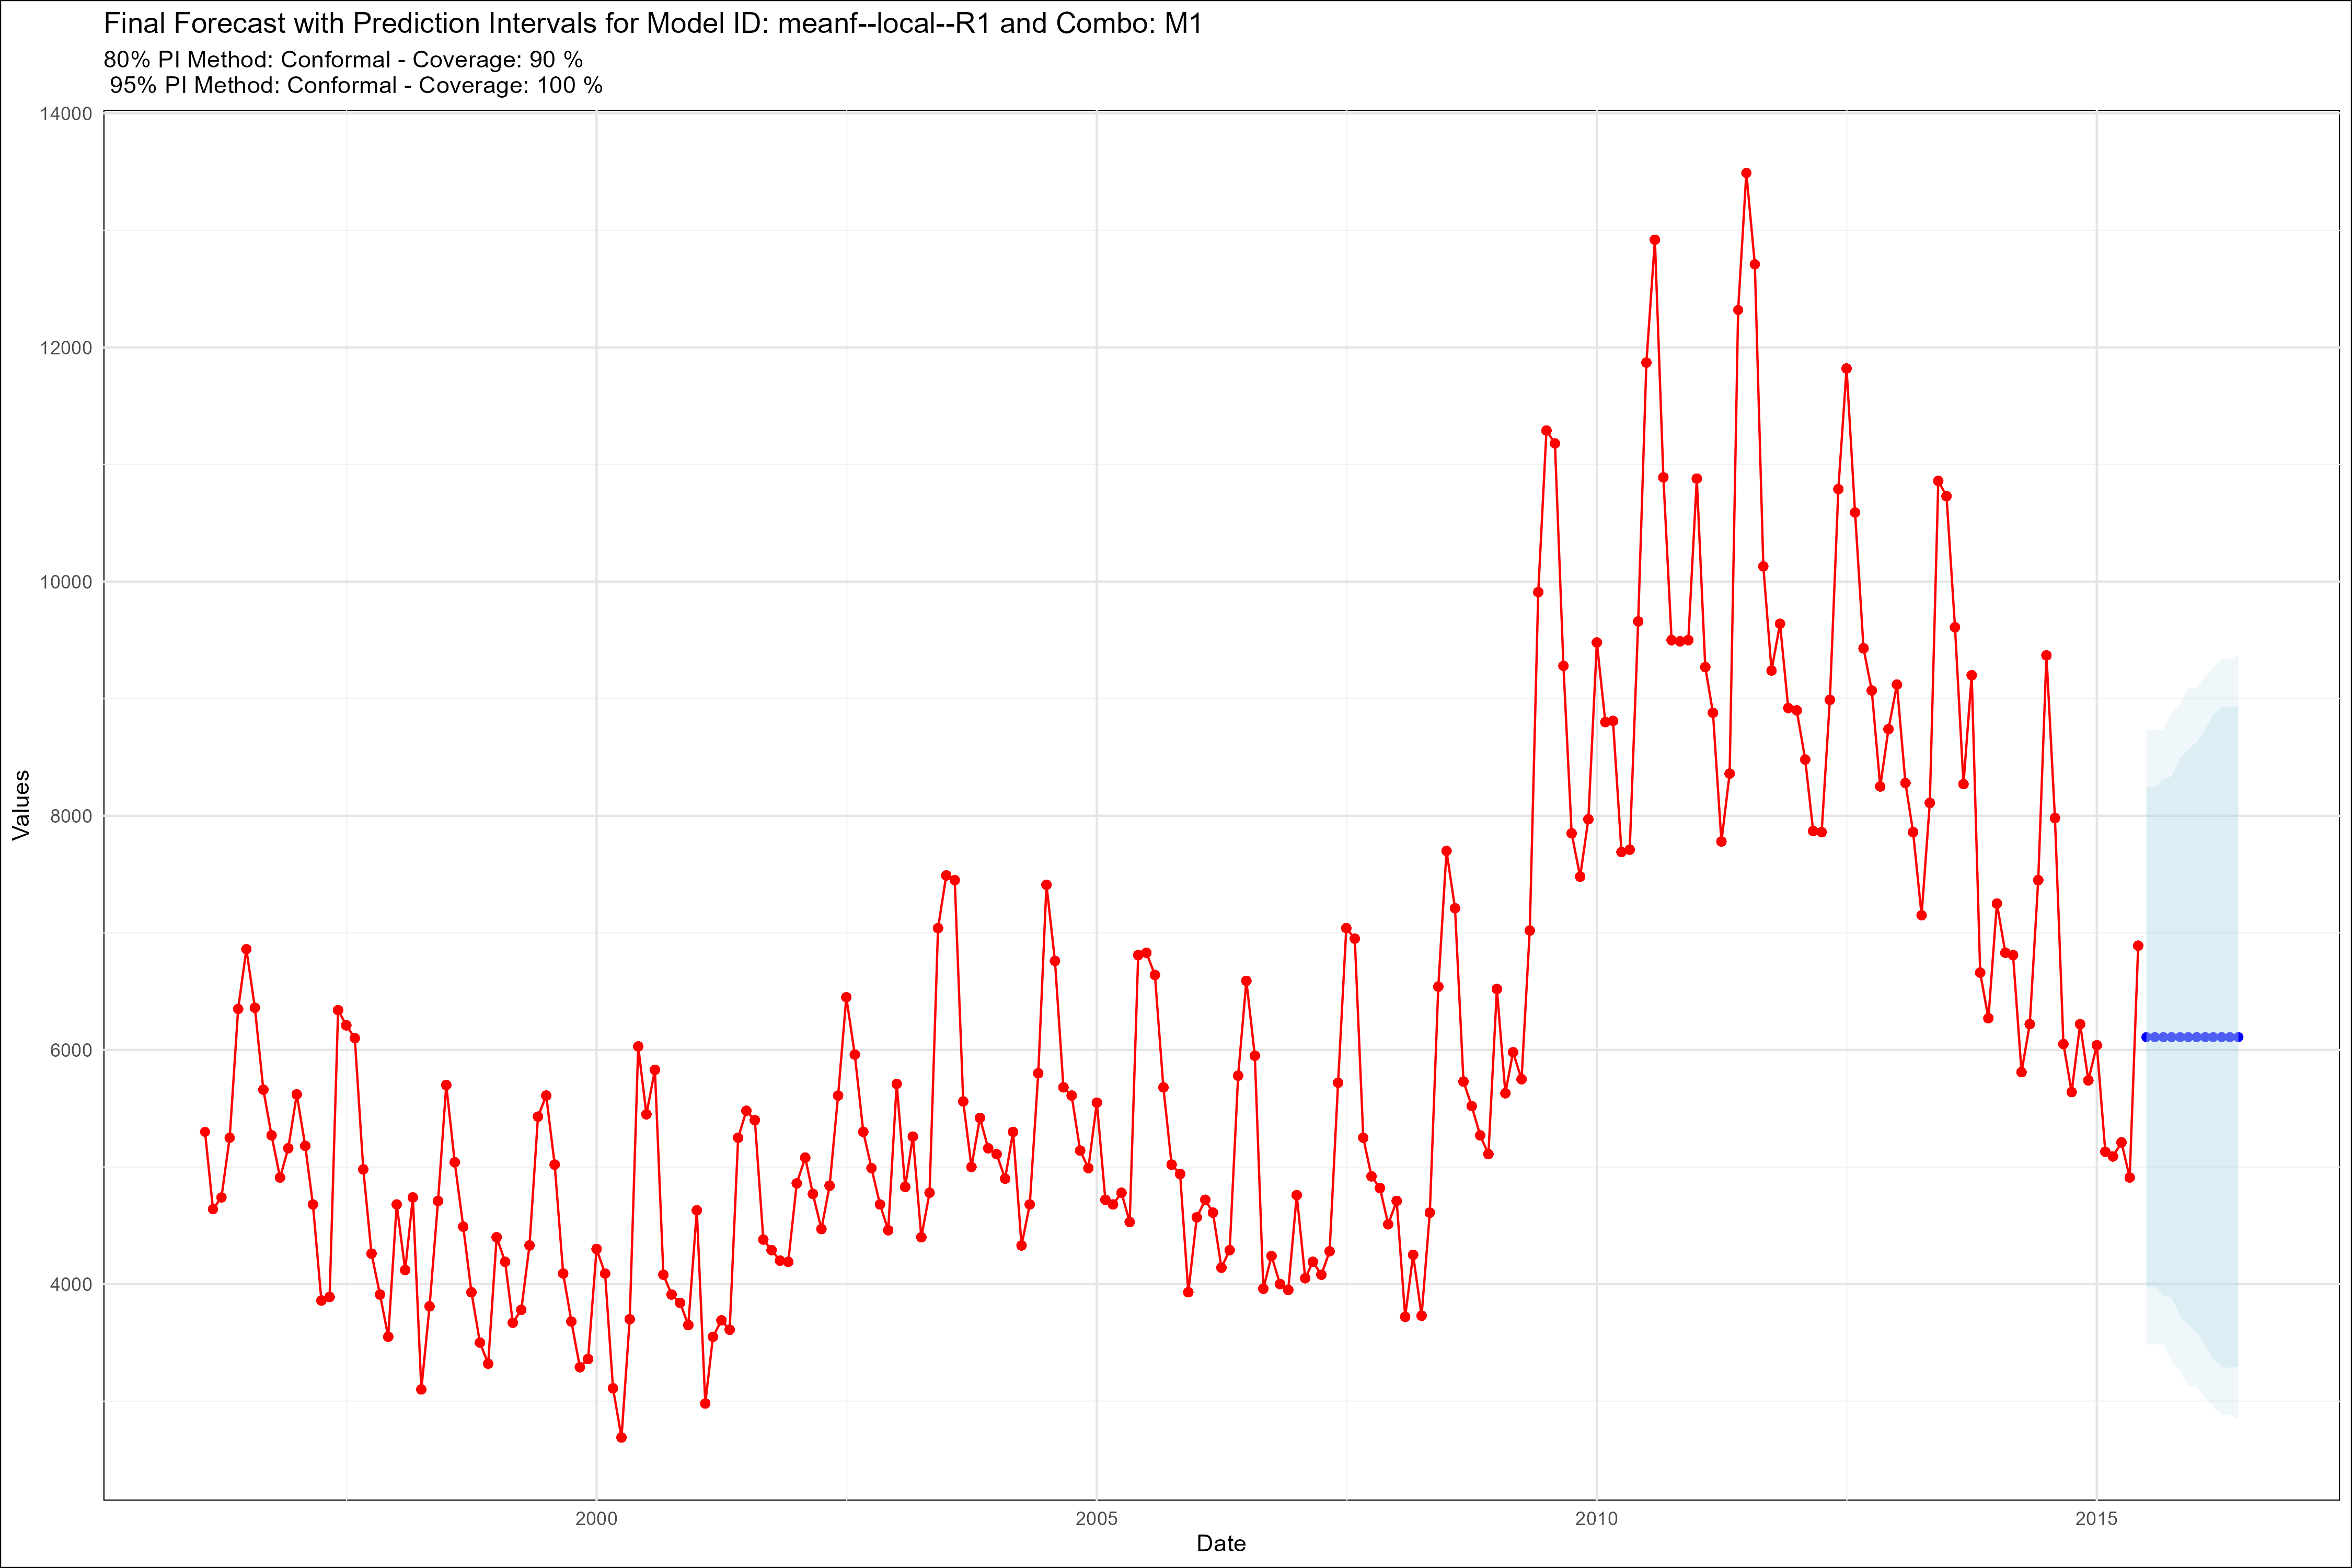 Final Forecast with Prediction Intervals for Model ID: meanf--local--R1 and Combo: M1
80% PI Method: Conformal - Coverage: 90 %
95% PI Method: Conformal - Coverage: 100 %
14000
12000
10000
8000
6000
4000
Values
2000
2005
2010
2015
Date